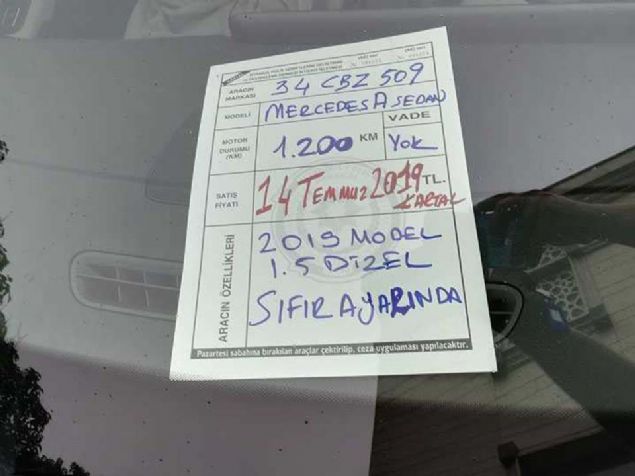 ARACIN MARKASI
34 CBZ 509
MODELİ
MERCEDES A SEDAN
MOTOR DURUMU (KM)
1.200 KM
VADE
Yok
SATIŞ FİYATI
14 TEMMUZ 2019 TL.
KARTAL
ARACIN ÖZELLİKLERİ
2019 MODEL
1.5 DİZEL
SIFIR AYARINDA
Pazartesi sabahına bırakılan araçlar çektirilip, ceza uygulaması yapılacaktır.